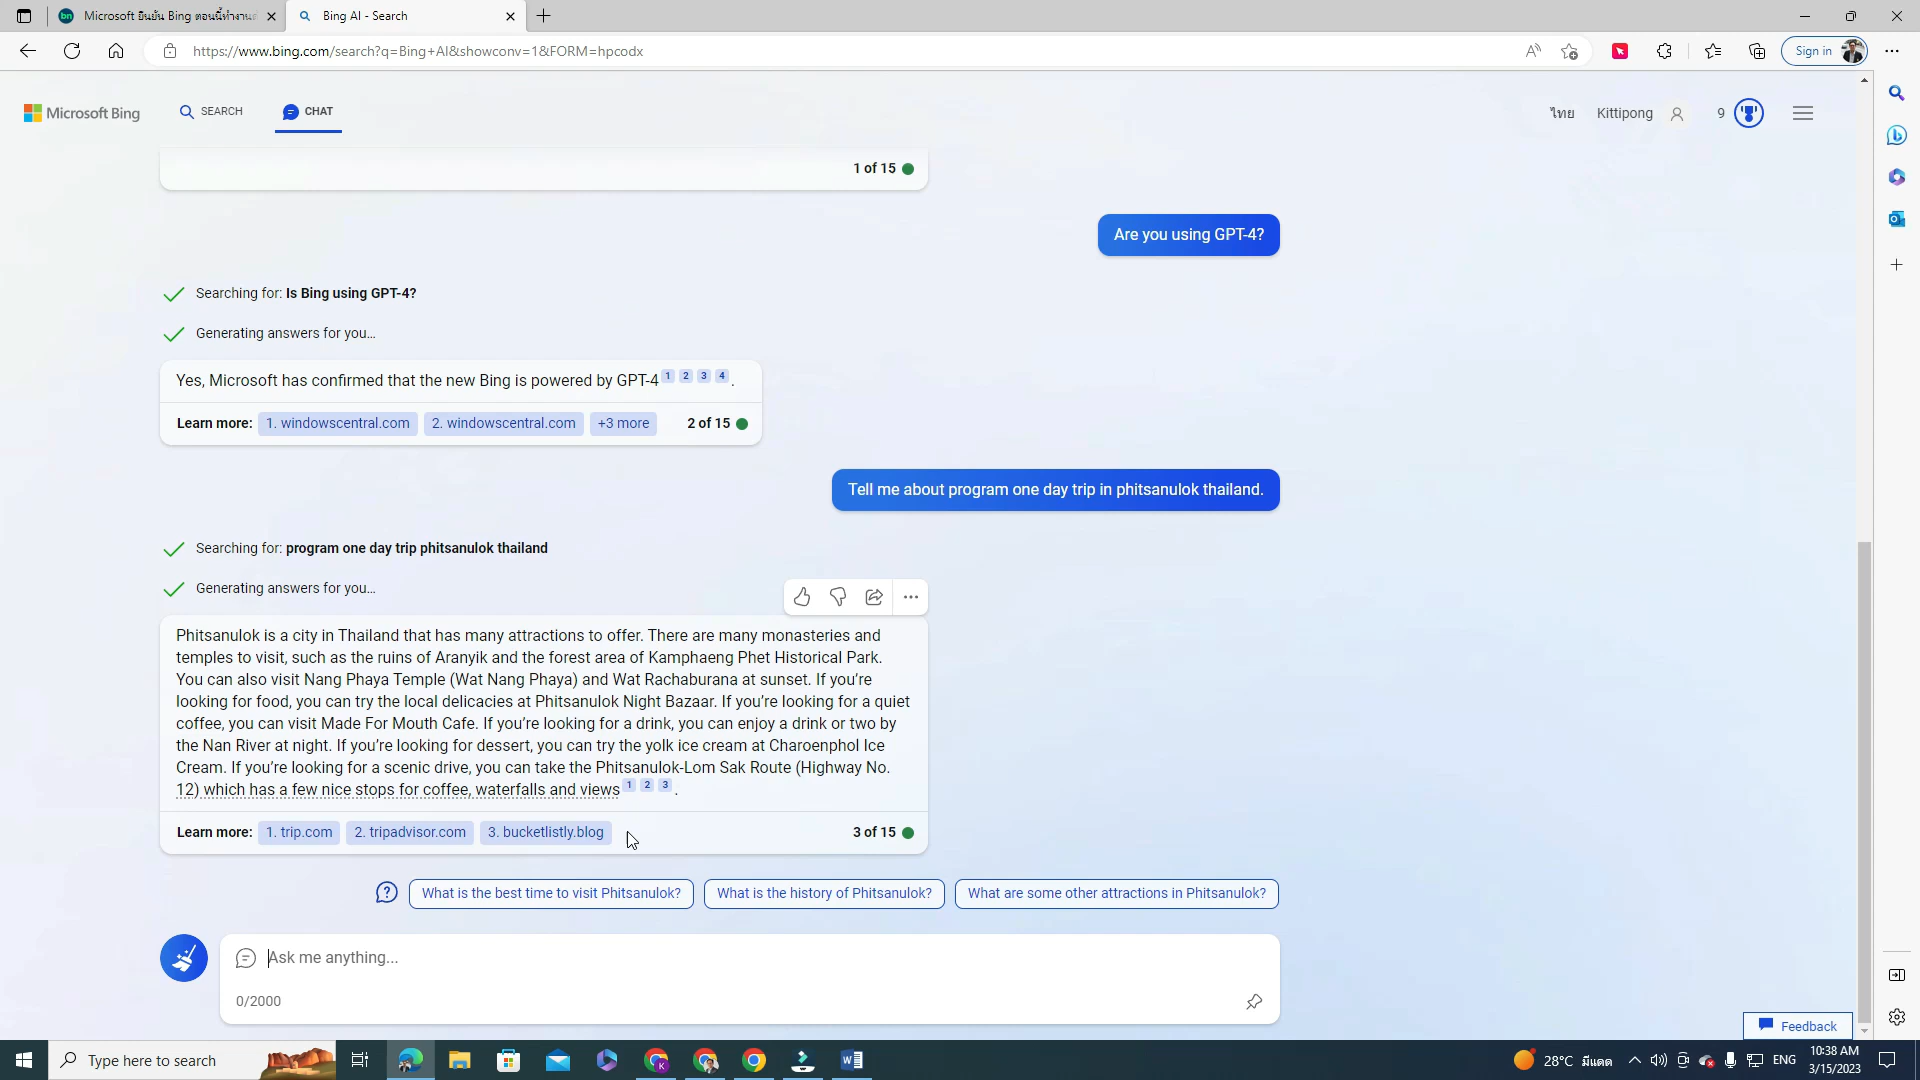 Microsoft ยืนยัน Bing ตอนนี้ทำงาน
Bing AI - Search
https://www.bing.com/search?q=Bing+AI&showconv=1&FORM=hpcodx
Sign in
Microsoft Bing
SEARCH
CHAT
ไทย
Kittipong
9
1 of 15
Are you using GPT-4?
Searching for: Is Bing using GPT-4?
Generating answers for you...
Yes, Microsoft has confirmed that the new Bing is powered by GPT-4 1 2 3 4 .
Learn more: 1. windowscentral.com 2. windowscentral.com +3 more 2 of 15
Tell me about program one day trip in phitsanulok thailand.
Searching for: program one day trip phitsanulok thailand
Generating answers for you...
Phitsanulok is a city in Thailand that has many attractions to offer. There are many monasteries and
temples to visit, such as the ruins of Aranyik and the forest area of Kamphaeng Phet Historical Park.
You can also visit Nang Phaya Temple (Wat Nang Phaya) and Wat Rachaburana at sunset. If you're
looking for food, you can try the local delicacies at Phitsanulok Night Bazaar. If you're looking for a quiet
coffee, you can visit Made For Mouth Cafe. If you're looking for a drink, you can enjoy a drink or two by
the Nan River at night. If you're looking for dessert, you can try the yolk ice cream at Charoenphol Ice
Cream. If you're looking for a scenic drive, you can take the Phitsanulok-Lom Sak Route (Highway No.
12) which has a few nice stops for coffee, waterfalls and views 1 2 3 .
Learn more: 1. trip.com 2. tripadvisor.com 3. bucketlistly.blog 3 of 15
What is the best time to visit Phitsanulok?
What is the history of Phitsanulok?
What are some other attractions in Phitsanulok?
Ask me anything...
0/2000
Feedback
Type here to search
28°C มีแดด
ENG
10:38 AM
3/15/2023